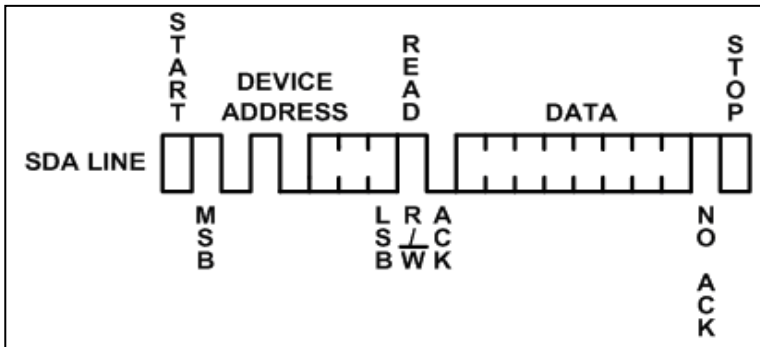 START
READ
STOP
DEVICE
ADDRESS
DATA
SDA LINE
MSB
LSB
R/W
ACK
NO ACK